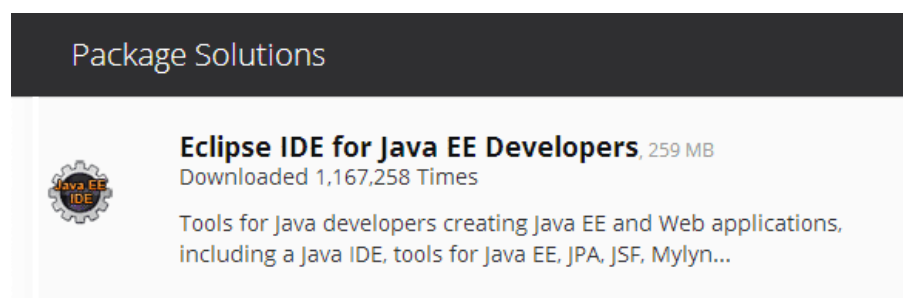 Package Solutions
Eclipse IDE for Java EE Developers, 259 MB
Downloaded 1,167,258 Times
Java EE
IDE
Tools for Java developers creating Java EE and Web applications,
including a Java IDE, tools for Java EE, JPA, JSF, Mylyn...